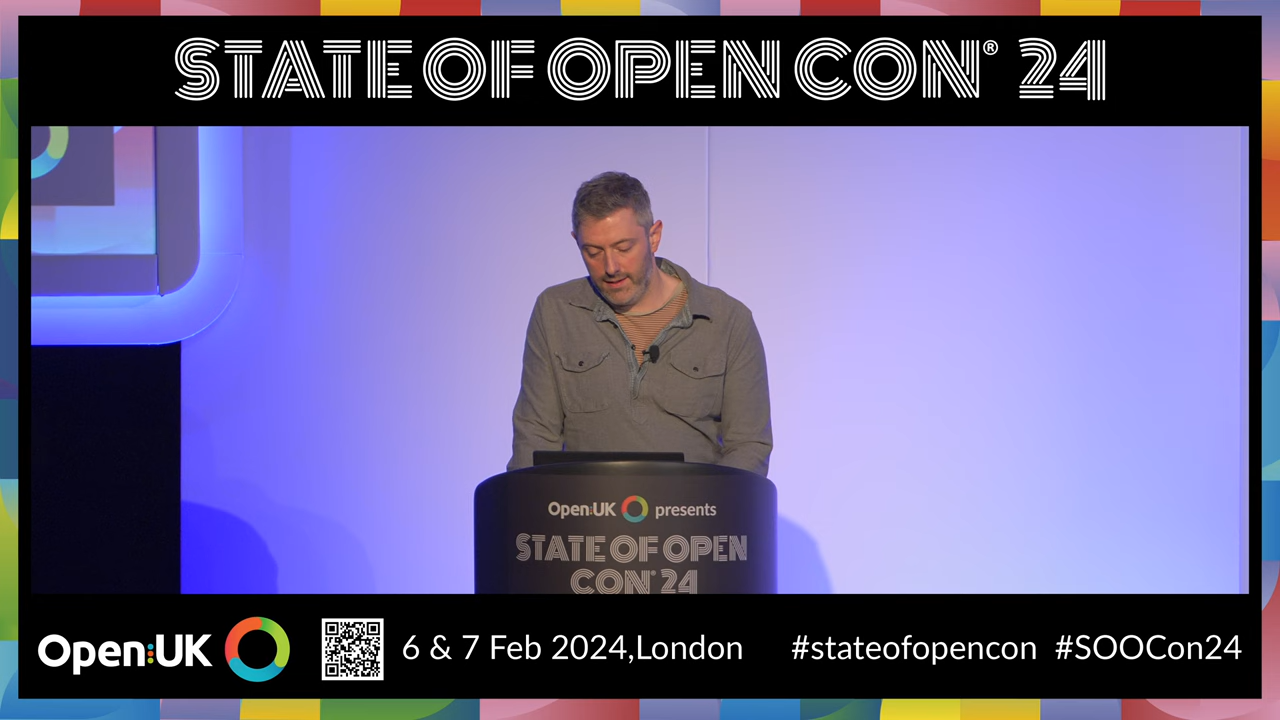 STATE OF OPEN CON® 24
Open:UK presents
STATE OF OPEN
CON® 24
Open:UK
6 & 7 Feb 2024,London
#stateofopencon #SOOCon24